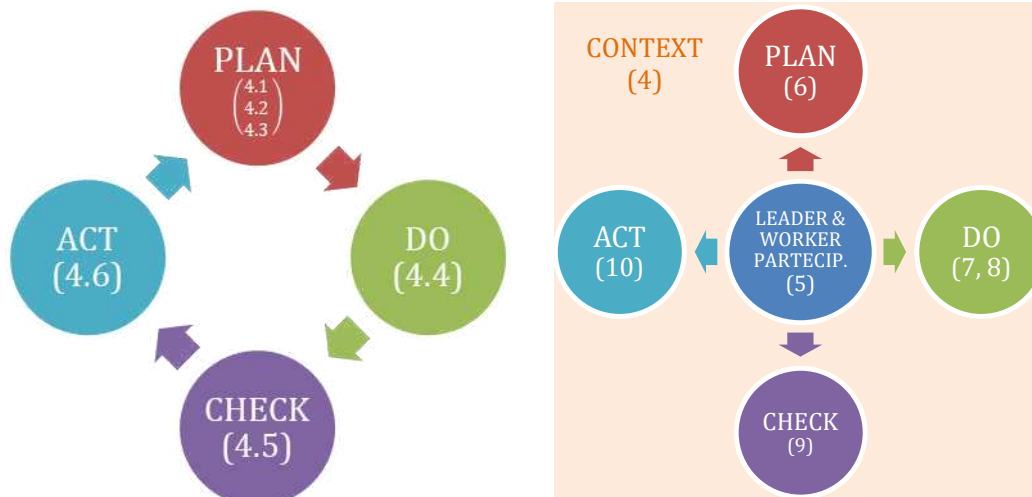 PLAN
(4.1
4.2
4.3)
DO
(4.4)
CHECK
(4.5)
ACT
(4.6)
CONTEXT
(4)
PLAN
(6)
ACT
(10)
LEADER &
WORKER
PARTECIP.
(5)
DO
(7, 8)
CHECK
(9)